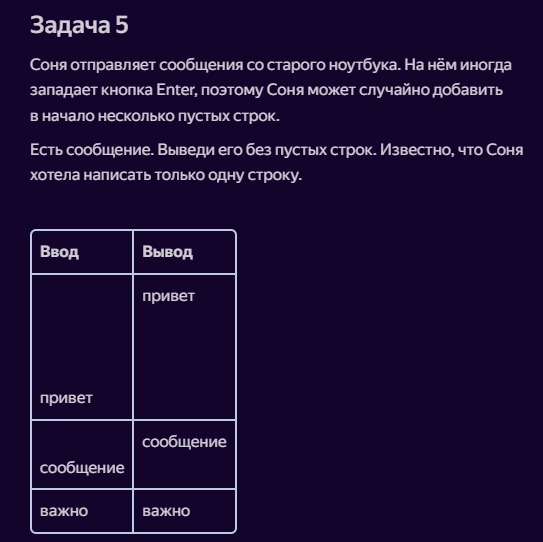 Задача 5
Соня отправляет сообщения со старого ноутбука. На нём иногда
западает кнопка Enter, поэтому Соня может случайно добавить
в начало несколько пустых строк.
Есть сообщение. Выведи его без пустых строк. Известно, что Соня
хотела написать только одну строку.
Ввод Вывод
привет
привет
сообщение
сообщение
важно важно